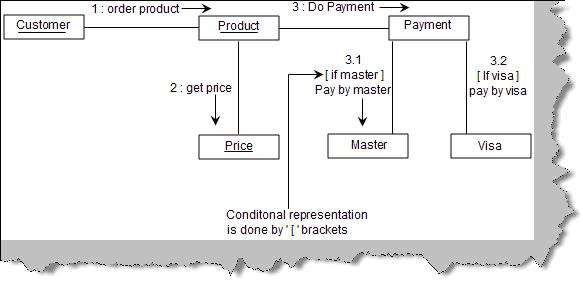 1 : order product
3 : Do Payment
Customer
Product
Payment
3.1
[ if master ]
Pay by master
3.2
[ If visa ]
pay by visa
2 : get price
Price
Master
Visa
Conditonal representation
is done by ' [ ' brackets